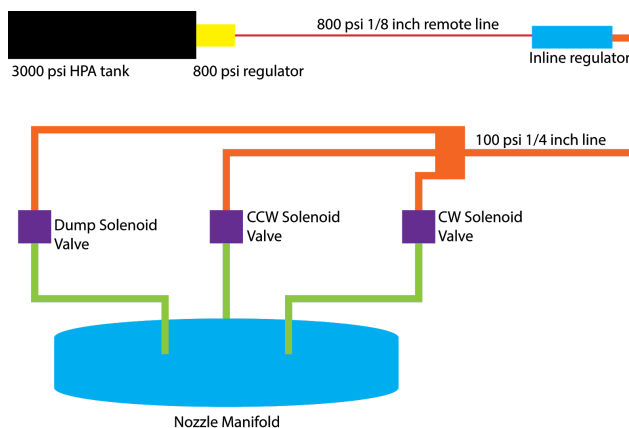 800 psi 1/8 inch remote line
3000 psi HPA tank
800 psi regulator
Inline regulator
100 psi 1/4 inch line
Dump Solenoid
Valve
CCW Solenoid
Valve
CW Solenoid
Valve
Nozzle Manifold